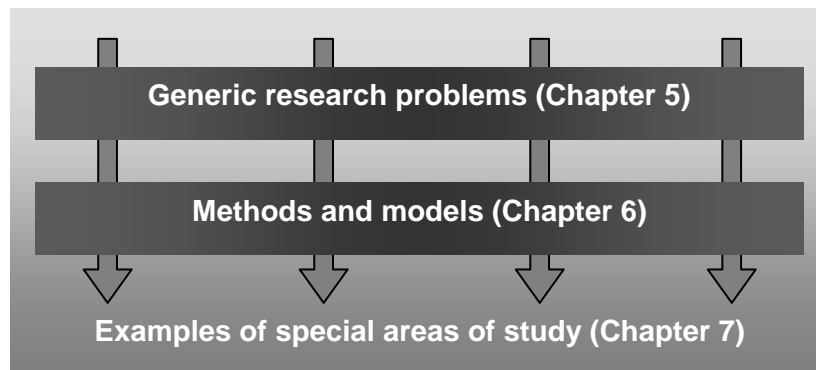 Generic research problems (Chapter 5)
Methods and models (Chapter 6)
Examples of special areas of study (Chapter 7)